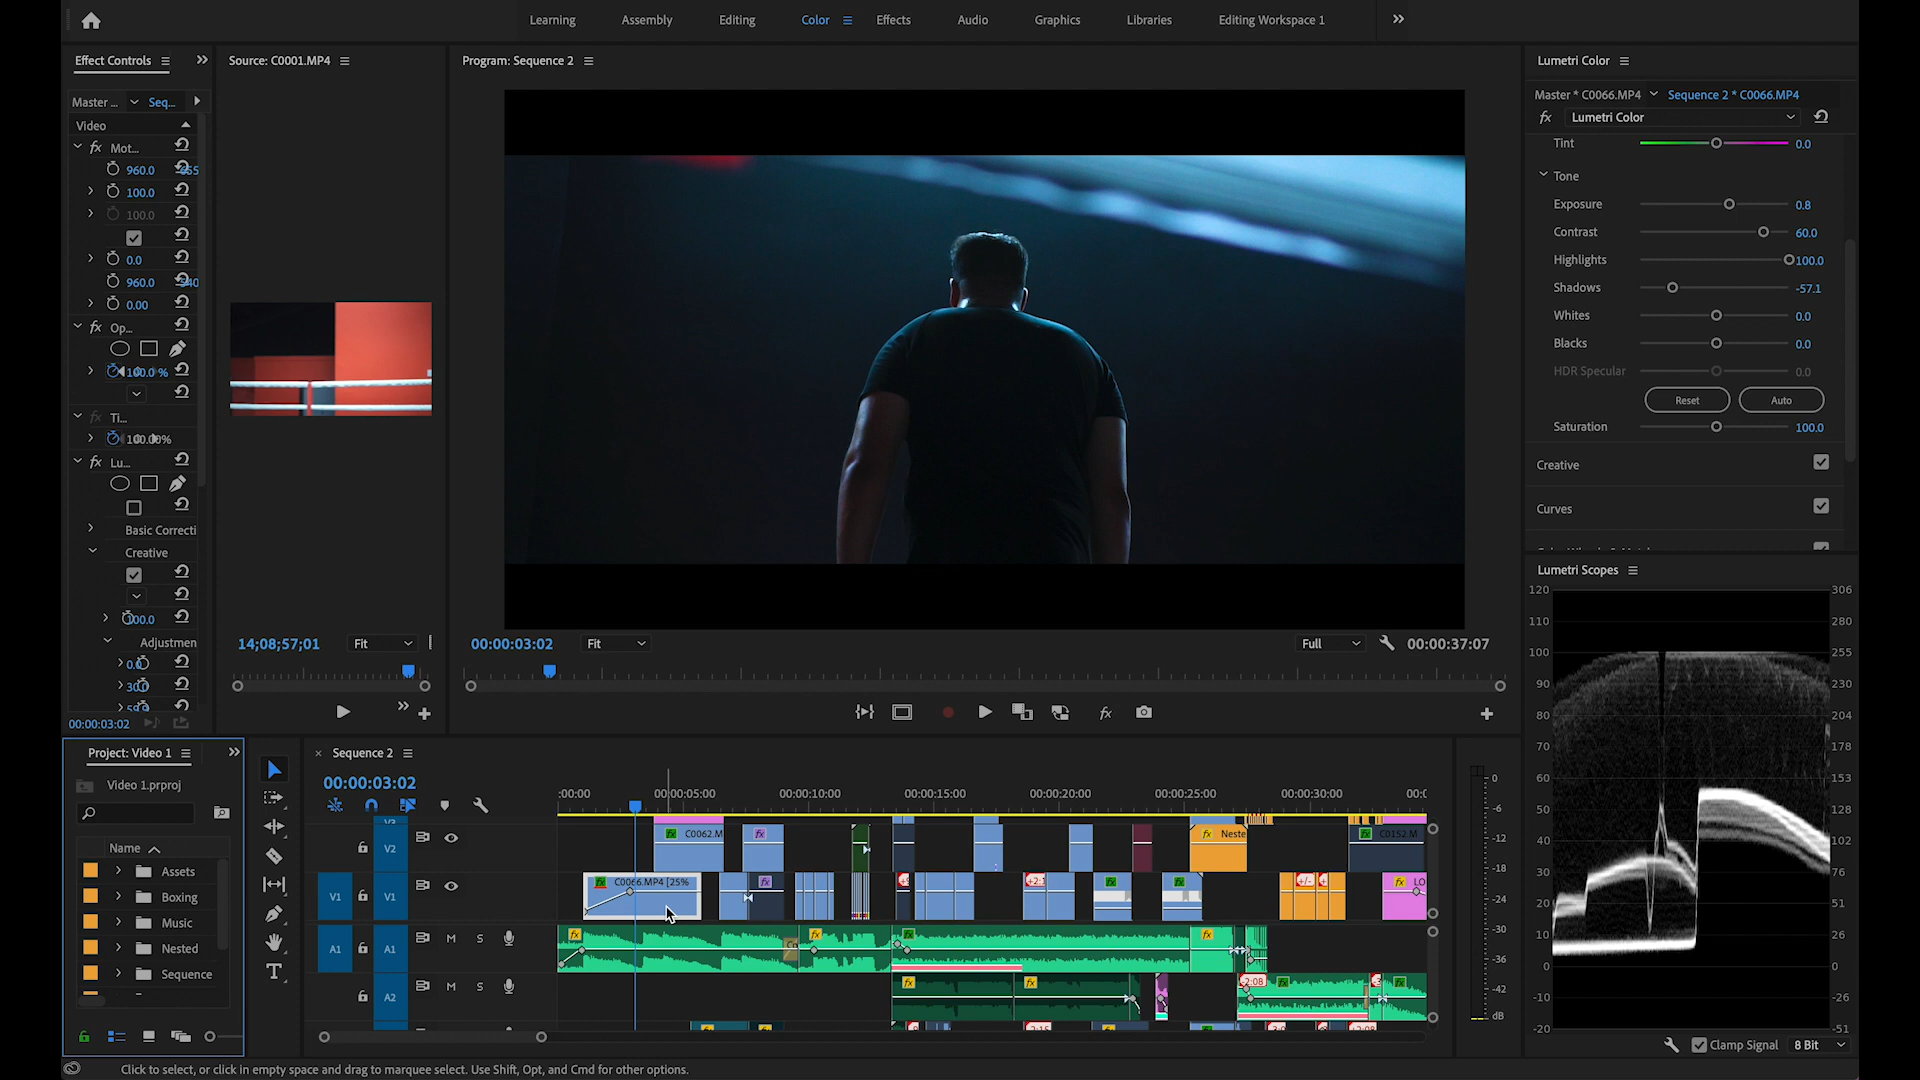 Learning
Assembly
Editing
Color
Effects
Audio
Graphics
Libraries
Editing Workspace 1
Effect Controls
Source: C0001.MP4
Program: Sequence 2
Lumetri Color
Master ...
Seq...
Master * C0066.MP4
Sequence 2 * C0066.MP4
fx Lumetri Color
Video
fx Mot...
960.0
100.0
100.0
0.0
960.0
0.00
fx Op...
100.0 %
fx Ti...
100.00%
fx Lu...
Basic Correcti
Creative
100.0
Adjustmen
0.0
30.0
59.9
00:00:03:02
Tint 0.0
Tone
Exposure 0.8
Contrast 60.0
Highlights 100.0
Shadows -57.1
Whites 0.0
Blacks 0.0
HDR Specular 0.0
Reset Auto
Saturation 100.0
Creative
Curves
14;08;57;01 Fit
00:00:03:02 Fit Full 00:00:37:07
Lumetri Scopes
120 306
110 280
100 255
90 230
80 204
70 178
60 153
50 128
40 102
30 76
20 51
10 26
0 0
-10 -26
-20 -51
Clamp Signal 8 Bit
Project: Video 1
Video 1.prproj
Name
Assets
Boxing
Music
Nested
Sequence
Sequence 2
00:00:03:02
:00:00 00:00:05:00 00:00:10:00 00:00:15:00 00:00:20:00 00:00:25:00 00:00:30:00 00:0
V2
C0062.M
Neste
C0152.M
V1 V1
C0066.MP4 [25%
LO
A1 A1 M S
A2 M S
0
-6
-12
-18
-24
-30
-36
-42
dB
Click to select, or click in empty space and drag to marquee select. Use Shift, Opt, and Cmd for other options.